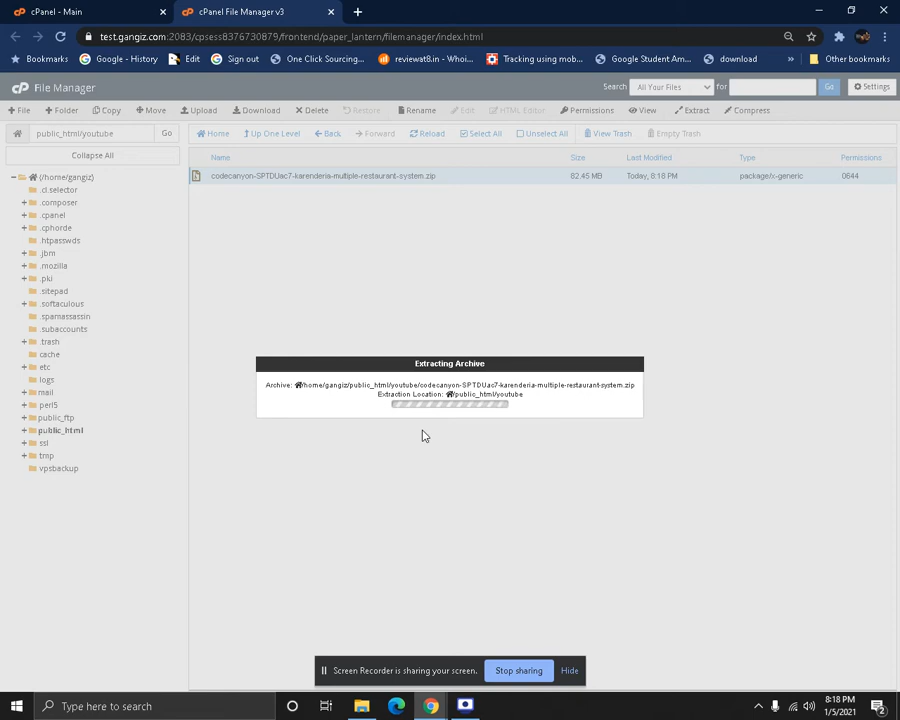 cPanel - Main
cPanel File Manager v3
test.gangiz.com:2083/cpsess8376730879/frontend/paper_lantern/filemanager/index.html
Bookmarks Google - History Edit Sign out One Click Sourcing... reviewat8.in - Whoi... Tracking using mob... Google Student Am... download » Other bookmarks
cP File Manager Search All Your Files for Go Settings
File Folder Copy Move Upload Download Delete Restore Rename Edit HTML Editor Permissions View Extract Compress
public_html/youtube Go Home Up One Level Back Forward Reload Select All Unselect All View Trash Empty Trash
Collapse All
Name Size Last Modified Type Permissions
codecanyon-SPTDUac7-karenderia-multiple-restaurant-system.zip 82.45 MB Today, 8:18 PM package/x-generic 0644
(/home/gangiz)
.cl.selector
.composer
.cpanel
.cphorde
.htpasswds
.jbm
.mozilla
.pki
.sitepad
.softaculous
.spamassassin
.subaccounts
.trash
cache
etc
logs
mail
perl5
public_ftp
public_html
ssl
tmp
vpsbackup
Extracting Archive
Archive: /home/gangiz/public_html/youtube/codecanyon-SPTDUac7-karenderia-multiple-restaurant-system.zip
Extraction Location: /public_html/youtube
Screen Recorder is sharing your screen. Stop sharing Hide
Type here to search
8:18 PM
1/5/2021
2